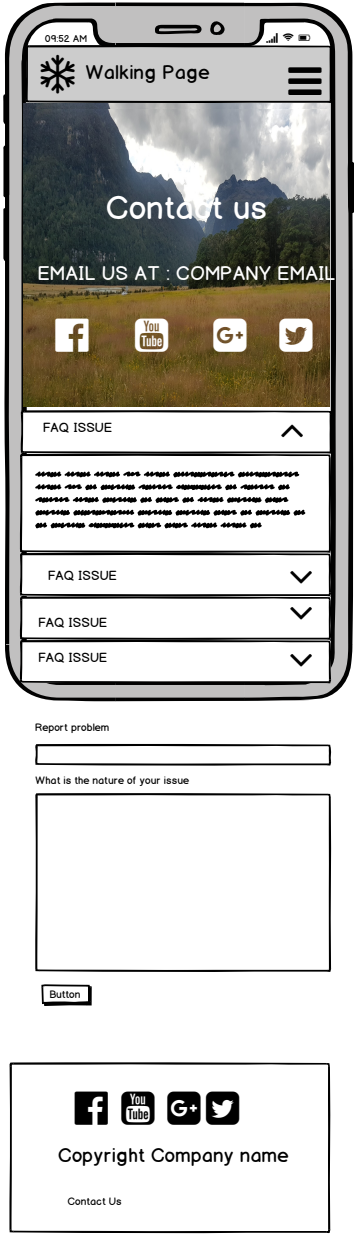 09:52 AM
Walking Page
Contact us
EMAIL US AT : COMPANY EMAIL
You
Tube
G+
FAQ ISSUE
FAQ ISSUE
FAQ ISSUE
FAQ ISSUE
Report problem
What is the nature of your issue
Button
You
Tube
G+
Copyright Company name
Contact Us